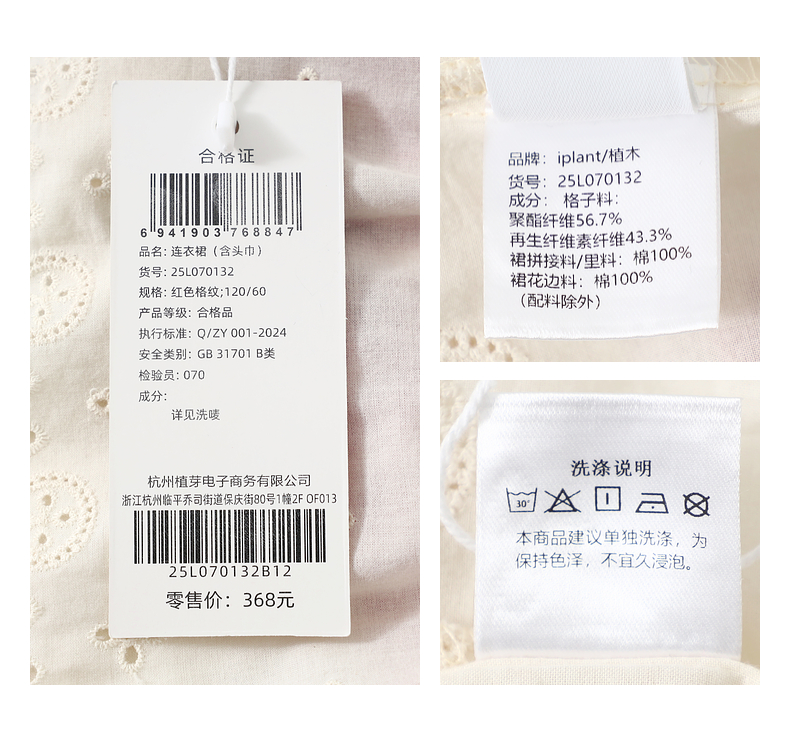 合格证
6 941903 768847
品名: 连衣裙 (含头巾)
货号: 25L070132
规格: 红色格纹;120/60
产品等级: 合格品
执行标准: Q/ZY 001-2024
安全类别: GB 31701 B类
检验员: 070
成分:
详见洗唛
杭州植芽电子商务有限公司
浙江杭州临平乔司街道保庆街80号1幢2F OF013
25L070132B12
零售价: 368元
品牌: iplant/植木
货号: 25L070132
成分: 格子料:
聚酯纤维56.7%
再生纤维素纤维43.3%
裙拼接料/里料: 棉100%
裙花边料: 棉100%
(配料除外)
洗涤说明
30°
本商品建议单独洗涤, 为
保持色泽, 不宜久浸泡。